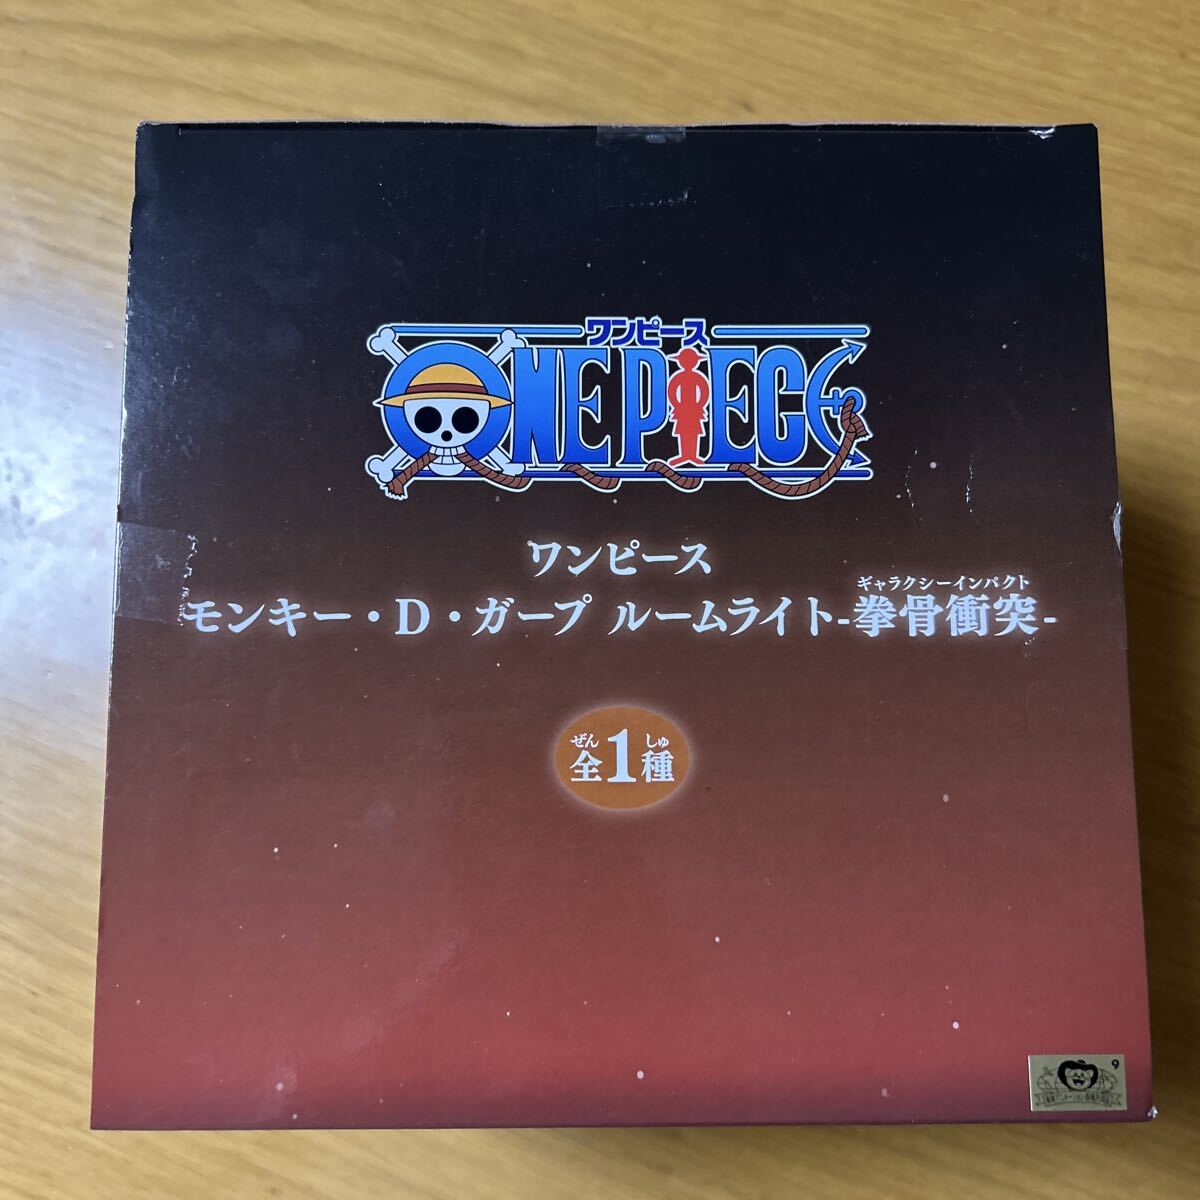 ワンピース
ONE PIECE
ワンピース
ギャラクシーインパクト
モンキー・D・ガープ ルームライト-拳骨衝突-
ぜん しゅ
全1種
9